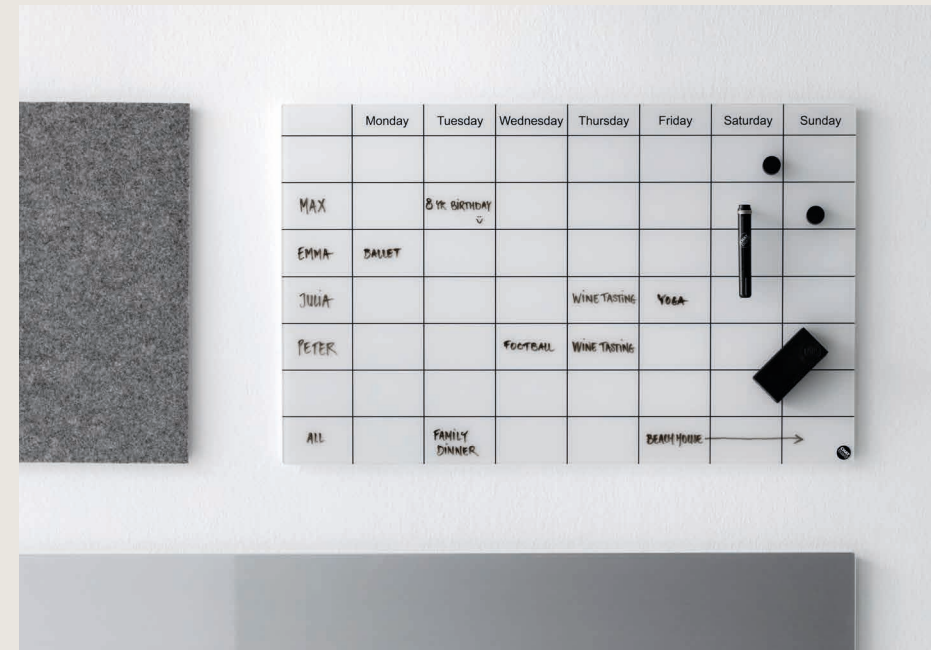 Monday Tuesday Wednesday Thursday Friday Saturday Sunday
MAX 8 YR BIRTHDAY
EMMA BALLET
JULIA WINE TASTING YOGA
PETER FOOTBALL WINE TASTING
ALL FAMILY DINNER BEACH HOUSE